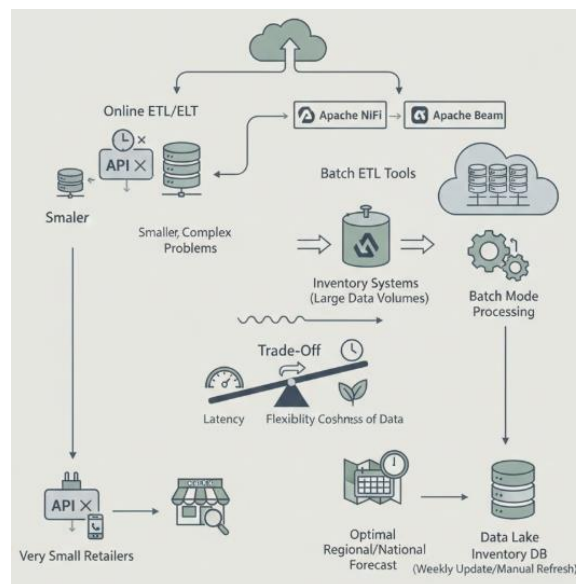 Online ETL/ELT
Apache NiFi
Apache Beam
API ×
Batch ETL Tools
Smaler
Smaller, Complex
Problems
Inventory Systems
(Large Data Volumes)
Batch Mode
Processing
Trade-Off
Latency
Flexiblity Coshness of Data
API ×
Very Small Retailers
Optimal
Regional/National
Forecast
Data Lake
Inventory DB
(Weekly Update/Manual Refresh)